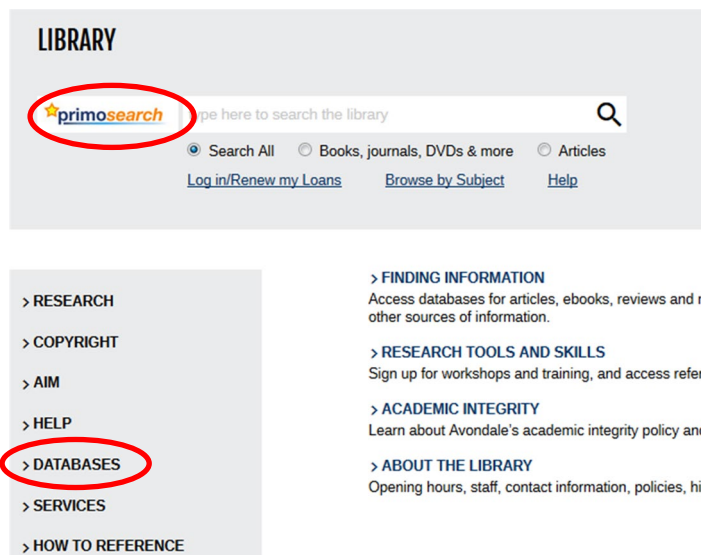 LIBRARY
primosearch
ype here to search the library
Search All Books, journals, DVDs & more Articles
Log in/Renew my Loans Browse by Subject Help
> RESEARCH
> COPYRIGHT
> AIM
> HELP
> DATABASES
> SERVICES
> HOW TO REFERENCE
> FINDING INFORMATION
Access databases for articles, ebooks, reviews and
other sources of information.
> RESEARCH TOOLS AND SKILLS
Sign up for workshops and training, and access
> ACADEMIC INTEGRITY
Learn about Avondale's academic integrity policy
> ABOUT THE LIBRARY
Opening hours, staff, contact information, policies,